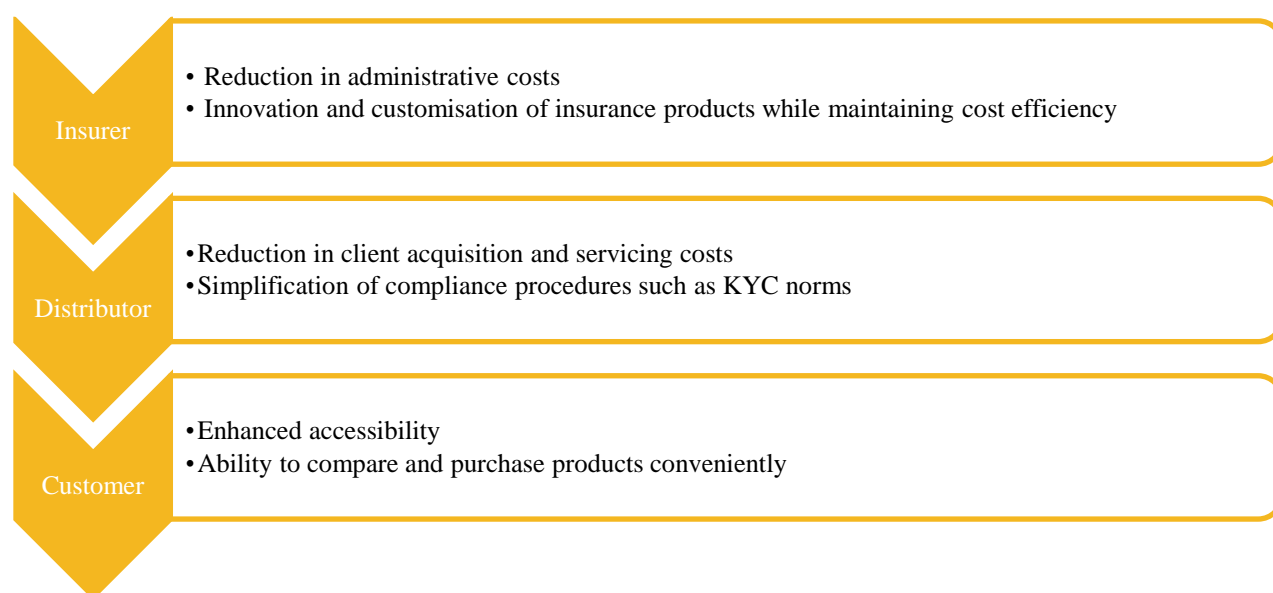 Insurer
• Reduction in administrative costs
• Innovation and customisation of insurance products while maintaining cost efficiency
Distributor
•Reduction in client acquisition and servicing costs
•Simplification of compliance procedures such as KYC norms
Customer
•Enhanced accessibility
•Ability to compare and purchase products conveniently